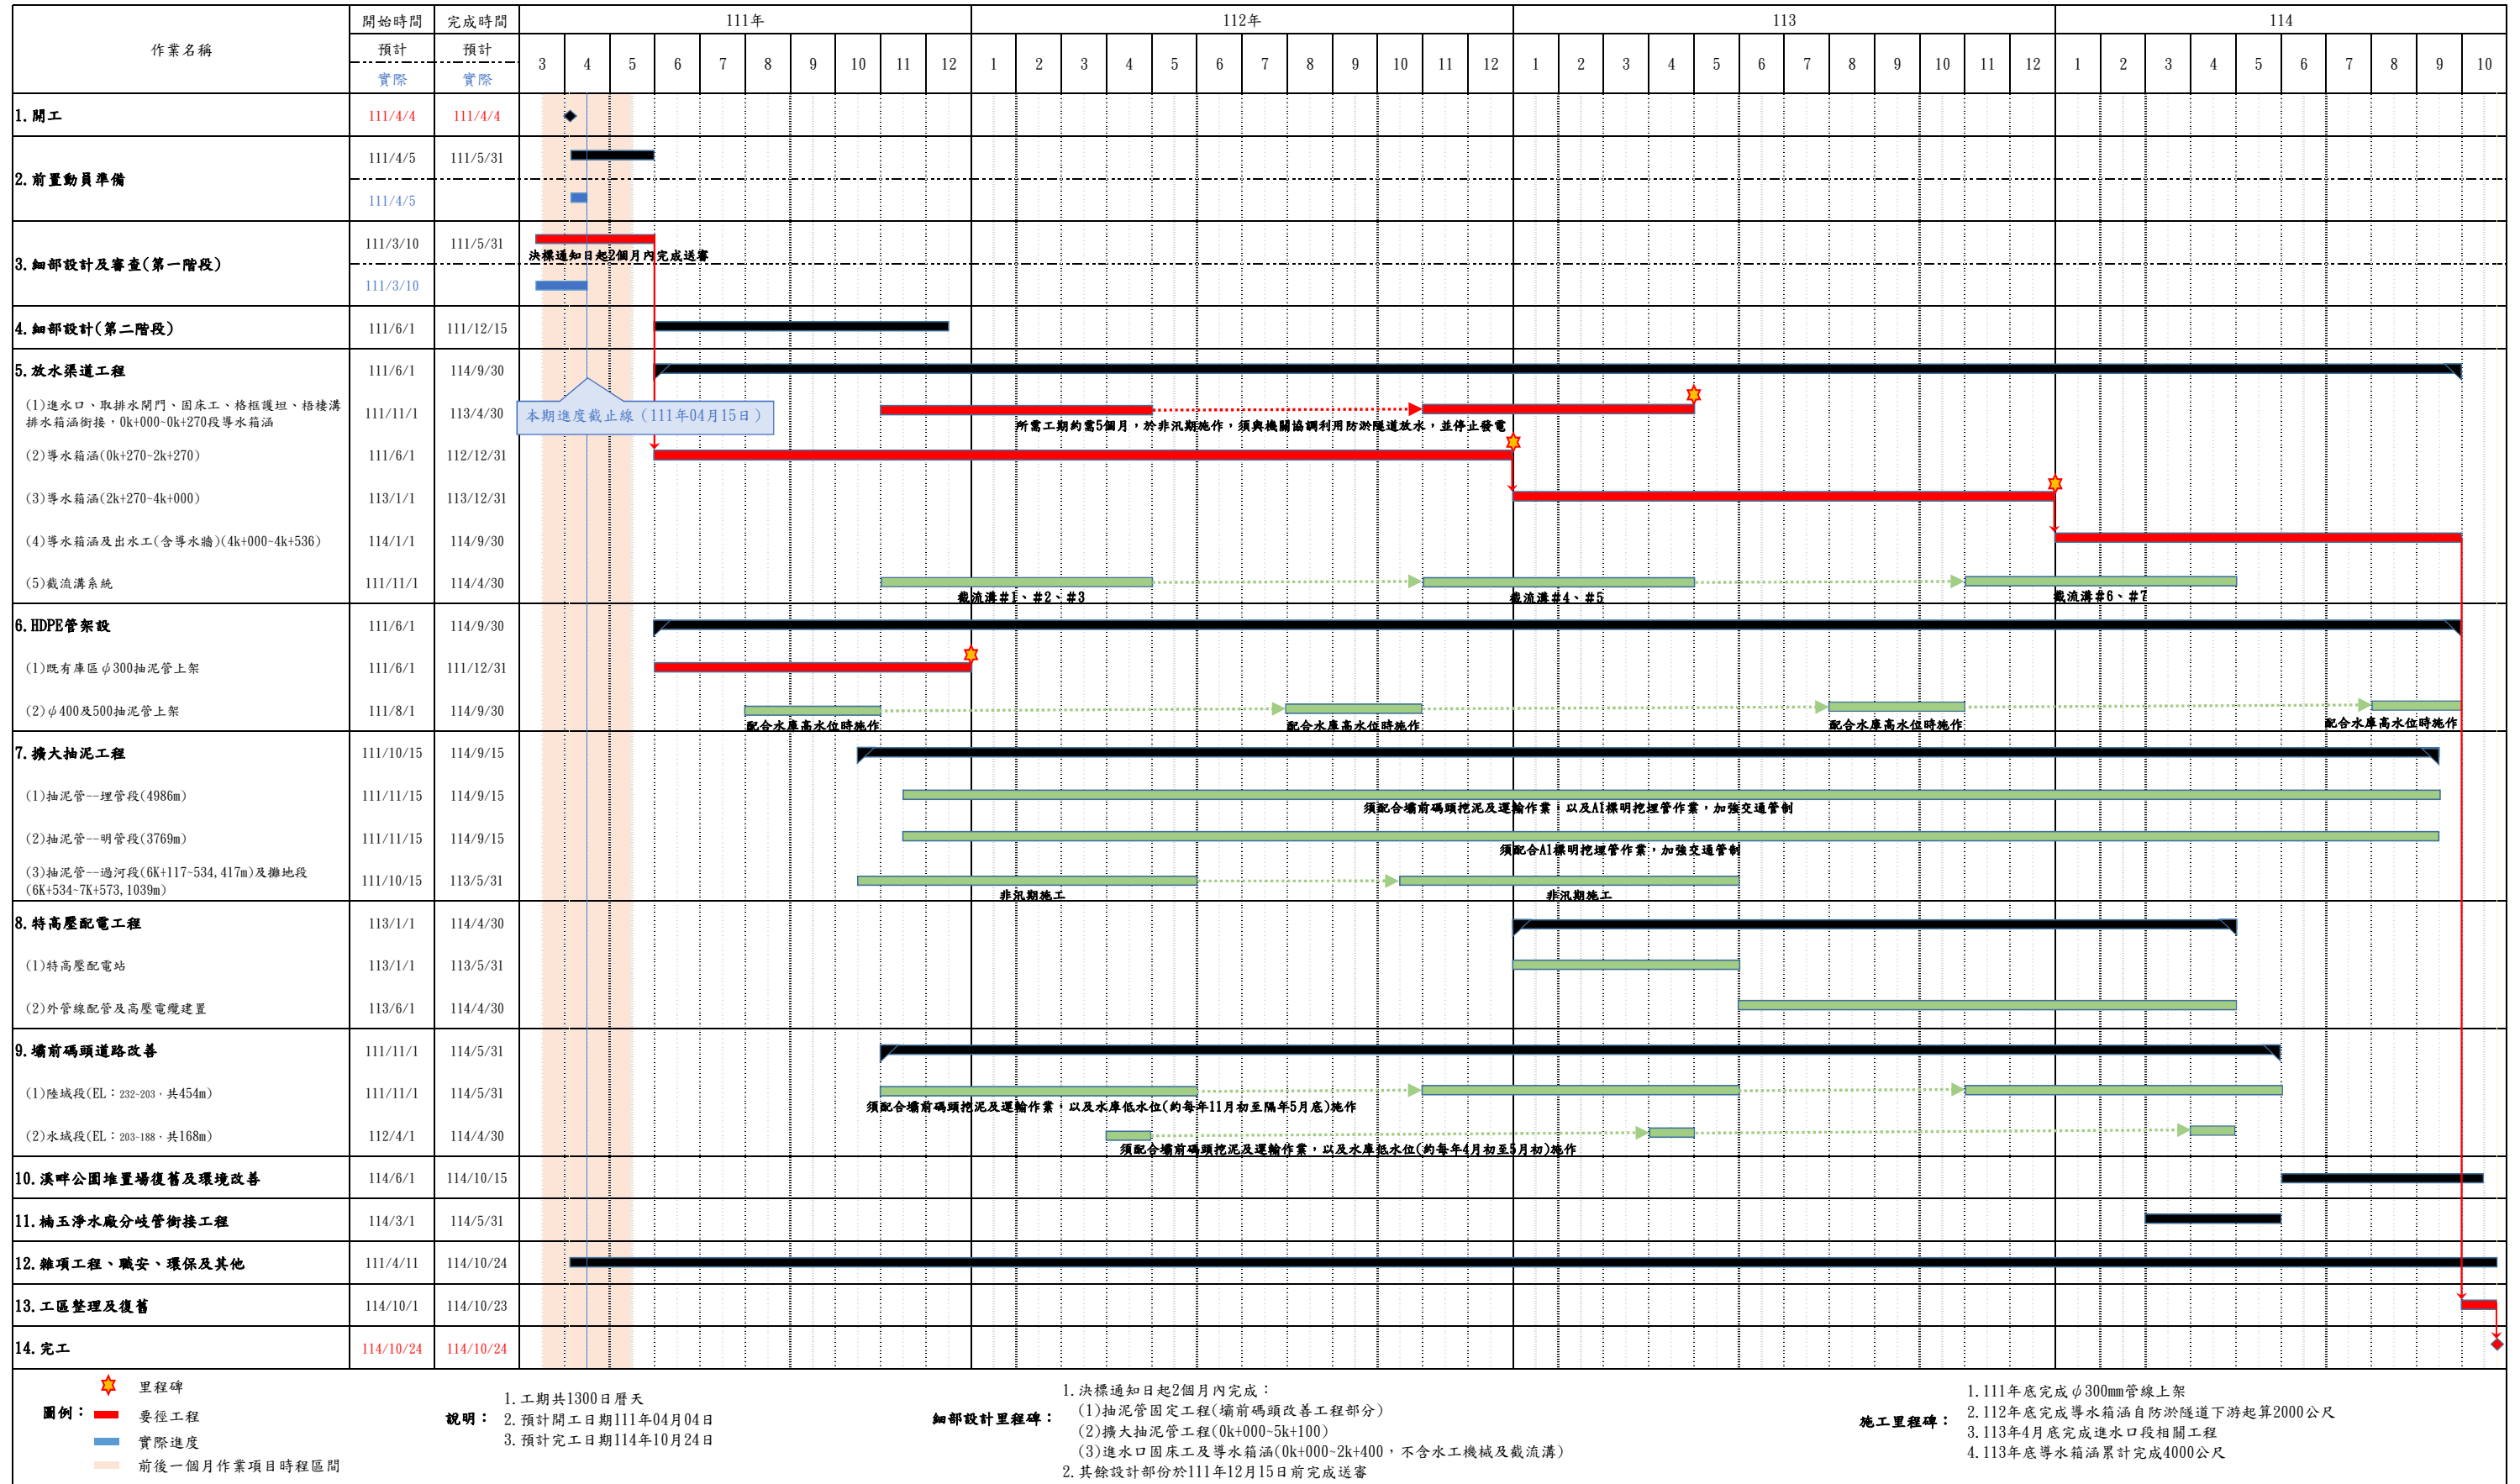 作業名稱 開始時間 完成時間 111年 112年 113 114
預計 預計
實際 實際
3 4 5 6 7 8 9 10 11 12 1 2 3 4 5 6 7 8 9 10 11 12 1 2 3 4 5 6 7 8 9 10 11 12 1 2 3 4 5 6 7 8 9 10
1.開工 111/4/4 111/4/4
2.前置動員準備 111/4/5 111/5/31
111/4/5
3.細部設計及審查(第一階段) 111/3/10 111/5/31
決標通知日起2個月內完成送審
111/3/10
4.細部設計(第二階段) 111/6/1 111/12/15
5.放水渠道工程 111/6/1 114/9/30
本期進度截止線（111年04月15日）
(1)進水口、取排水閘門、固床工、格框護坦、梧棲溝
排水箱涵銜接，0k+000~0k+270段導水箱涵 111/11/1 113/4/30
所需工期約需5個月，於非汛期施作，須與機關協調利用防淤隧道放水，並停止發電
(2)導水箱涵(0k+270~2k+270) 111/6/1 112/12/31
(3)導水箱涵(2k+270~4k+000) 113/1/1 113/12/31
(4)導水箱涵及出水工(含導水牆)(4k+000~4k+536) 114/1/1 114/9/30
(5)截流溝系統 111/11/1 114/4/30
截流溝#1、#2、#3 截流溝#4、#5 截流溝#6、#7
6.HDPE管架設 111/6/1 114/9/30
(1)既有庫區φ300抽泥管上架 111/6/1 111/12/31
(2)φ400及500抽泥管上架 111/8/1 114/9/30
配合水庫高水位時施作 配合水庫高水位時施作 配合水庫高水位時施作 配合水庫高水位時施作
7.擴大抽泥工程 111/10/15 114/9/15
(1)抽泥管--埋管段(4986m) 111/11/15 114/9/15
須配合壩前碼頭挖泥及運輸作業，以及A1標明挖埋管作業，加強交通管制
(2)抽泥管--明管段(3769m) 111/11/15 114/9/15
須配合A1標明挖埋管作業，加強交通管制
(3)抽泥管--過河段(6K+117~534,417m)及攤地段
(6K+534~7K+573,1039m) 111/10/15 113/5/31
非汛期施工 非汛期施工
8.特高壓配電工程 113/1/1 114/4/30
(1)特高壓配電站 113/1/1 113/5/31
(2)外管線配管及高壓電纜建置 113/6/1 114/4/30
9.壩前碼頭道路改善 111/11/1 114/5/31
(1)陸域段(EL：232-203，共454m) 111/11/1 114/5/31
須配合壩前碼頭挖泥及運輸作業，以及水庫低水位(約每年11月初至隔年5月底)施作
(2)水域段(EL：203-188，共168m) 112/4/1 114/4/30
須配合壩前碼頭挖泥及運輸作業，以及水庫低水位(約每年4月初至5月初)施作
10.溪畔公園堆置場復舊及環境改善 114/6/1 114/10/15
11.楠玉淨水廠分岐管銜接工程 114/3/1 114/5/31
12.雜項工程、職安、環保及其他 111/4/11 114/10/24
13.工區整理及復舊 114/10/1 114/10/23
14.完工 114/10/24 114/10/24
圖例：
里程碑
要徑工程
實際進度
前後一個月作業項目時程區間
說明：
1.工期共1300日曆天
2.預計開工日期111年04月04日
3.預計完工日期114年10月24日
細部設計里程碑：
1.決標通知日起2個月內完成：
(1)抽泥管固定工程(壩前碼頭改善工程部分)
(2)擴大抽泥管工程(0k+000~5k+100)
(3)進水口固床工及導水箱涵(0k+000~2k+400，不含水工機械及截流溝)
2.其餘設計部份於111年12月15日前完成送審
施工里程碑：
1.111年底完成φ300mm管線上架
2.112年底完成導水箱涵自防淤隧道下游起算2000公尺
3.113年4月底完成進水口段相關工程
4.113年底導水箱涵累計完成4000公尺